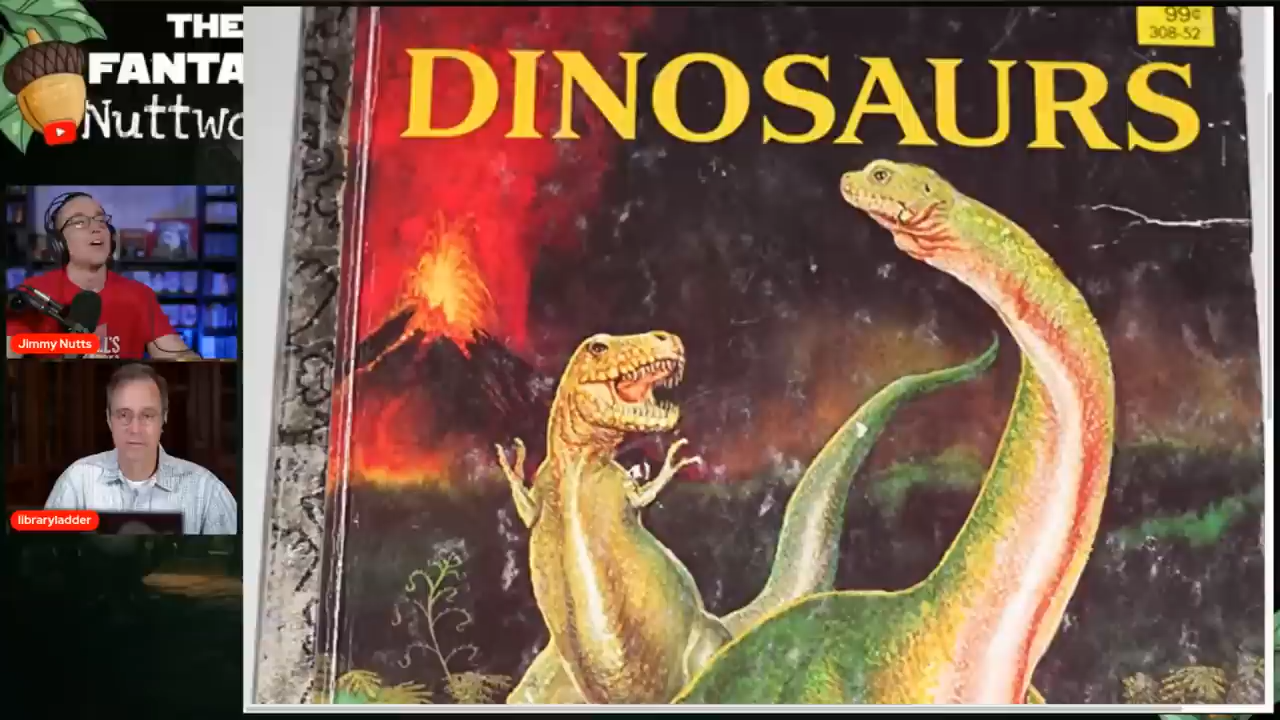 THE
FANTA
Nuttwo
99¢
308-52
DINOSAURS
Jimmy Nutts
libraryladder